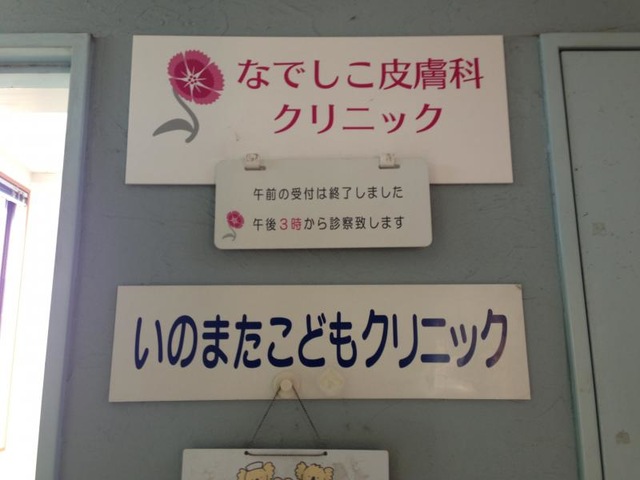 なでしこ皮膚科
クリニック
午前の受付は終了しました
午後3時から診察致します
いのまたこどもクリニック